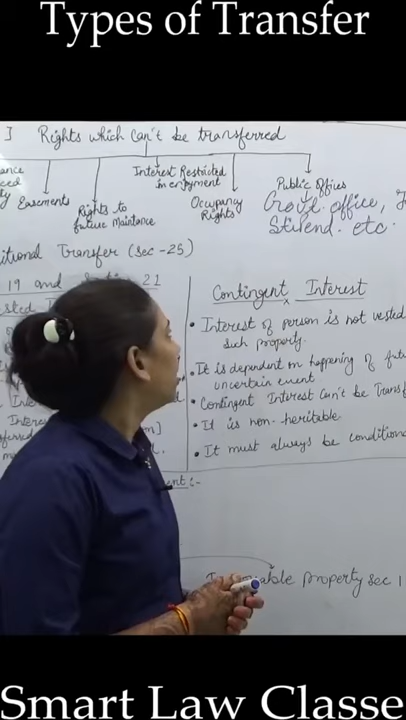 Types of Transfer
I Rights which can't be transferred
Easements
Rights to
future Maintance
Interest Restricted
in enjoyment
Occupancy
Rights
Public offices
Govt. office,
Stipend. etc.
Transfer (sec-25)
19 and 21
Contingent x Interest
• Interest of person is not vested
such property.
• It is dependent on happening of
uncertain event
• Contingent Interest can't be
• It is non-heritable
• It must always be
property sec 1
Smart Law Classe